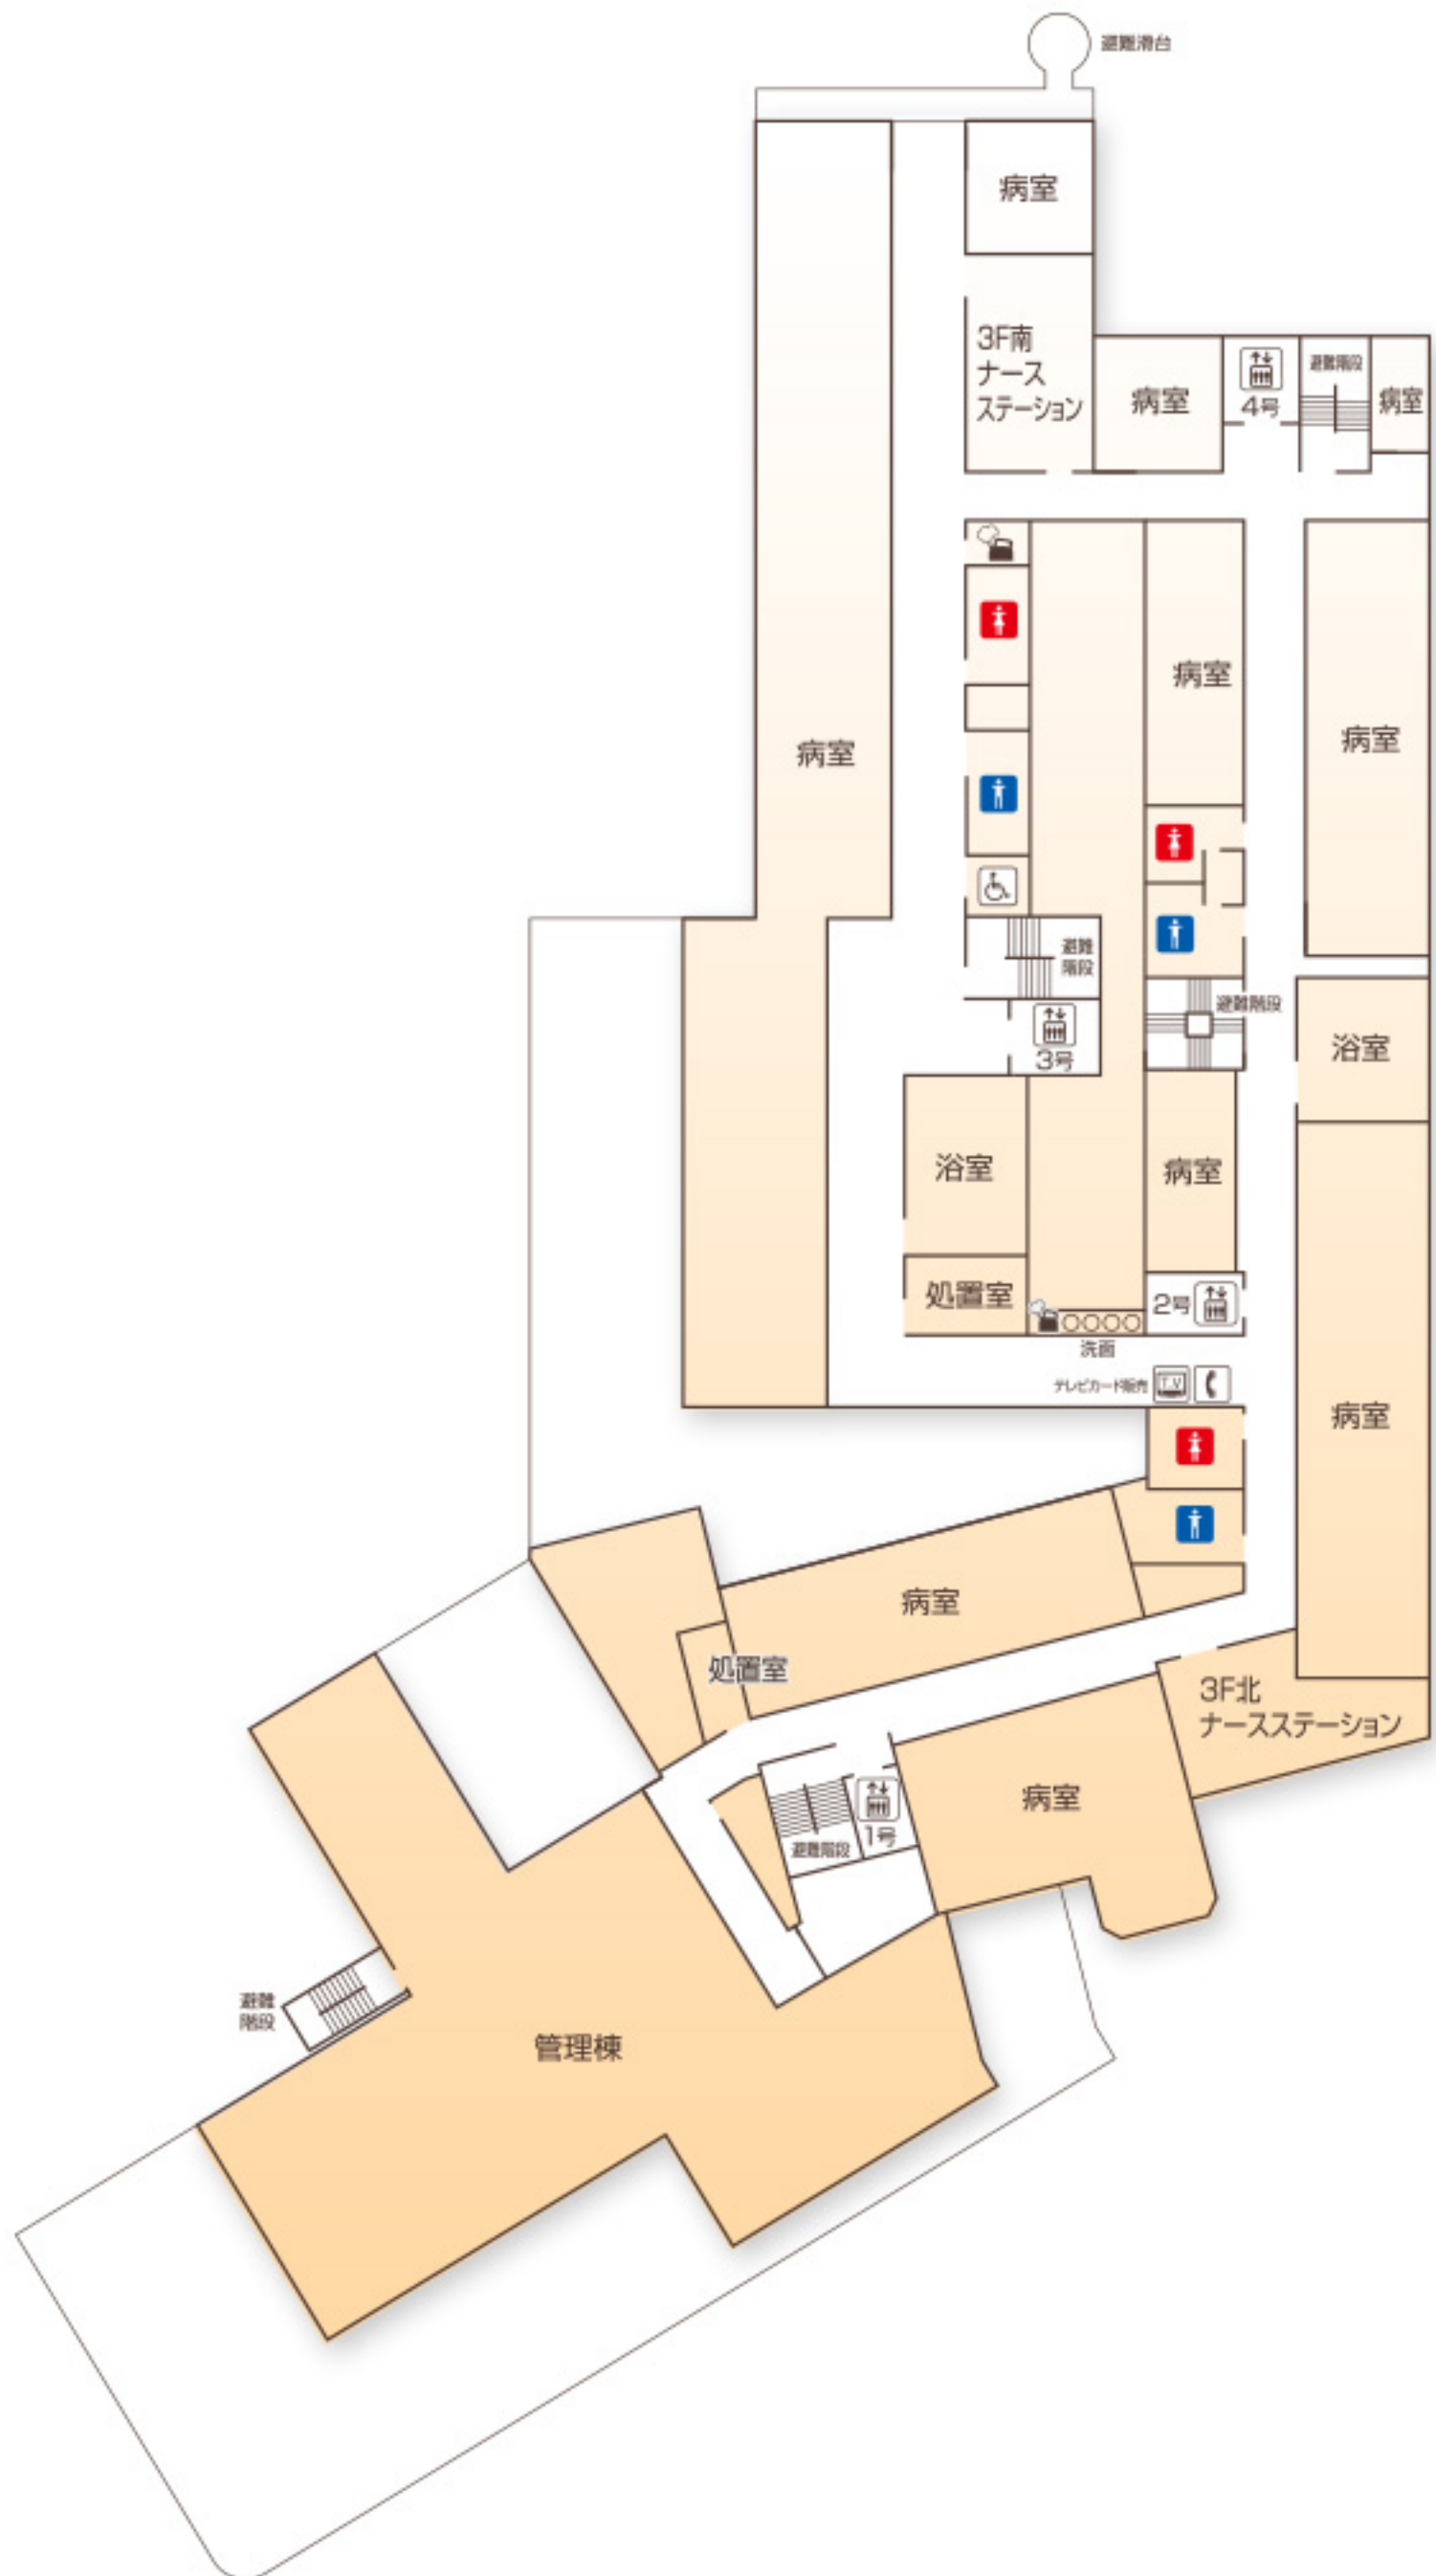 避難滑台
病室
3F南
ナース
ステーション
病室
4号
避難階段
病室
病室
病室
病室
避難
階段
避難階段
3号
浴室
浴室
病室
処置室
2号
洗面
テレビカード販売
T.V
病室
病室
処置室
3F北
ナースステーション
病室
1号
避難階段
避難
階段
管理棟